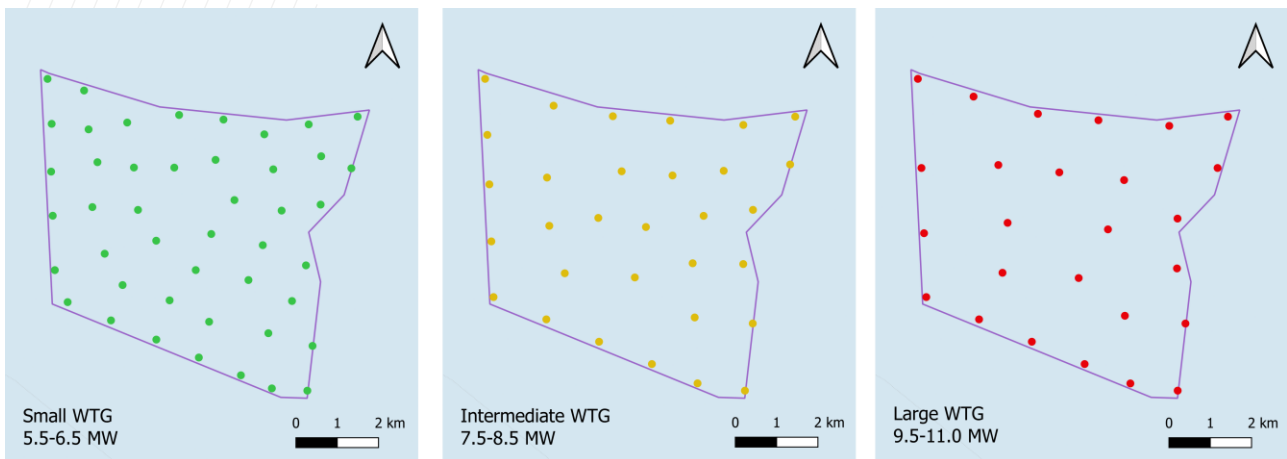 Small WTG
5.5-6.5 MW
0 1 2 km
Intermediate WTG
7.5-8.5 MW
0 1 2 km
Large WTG
9.5-11.0 MW
0 1 2 km